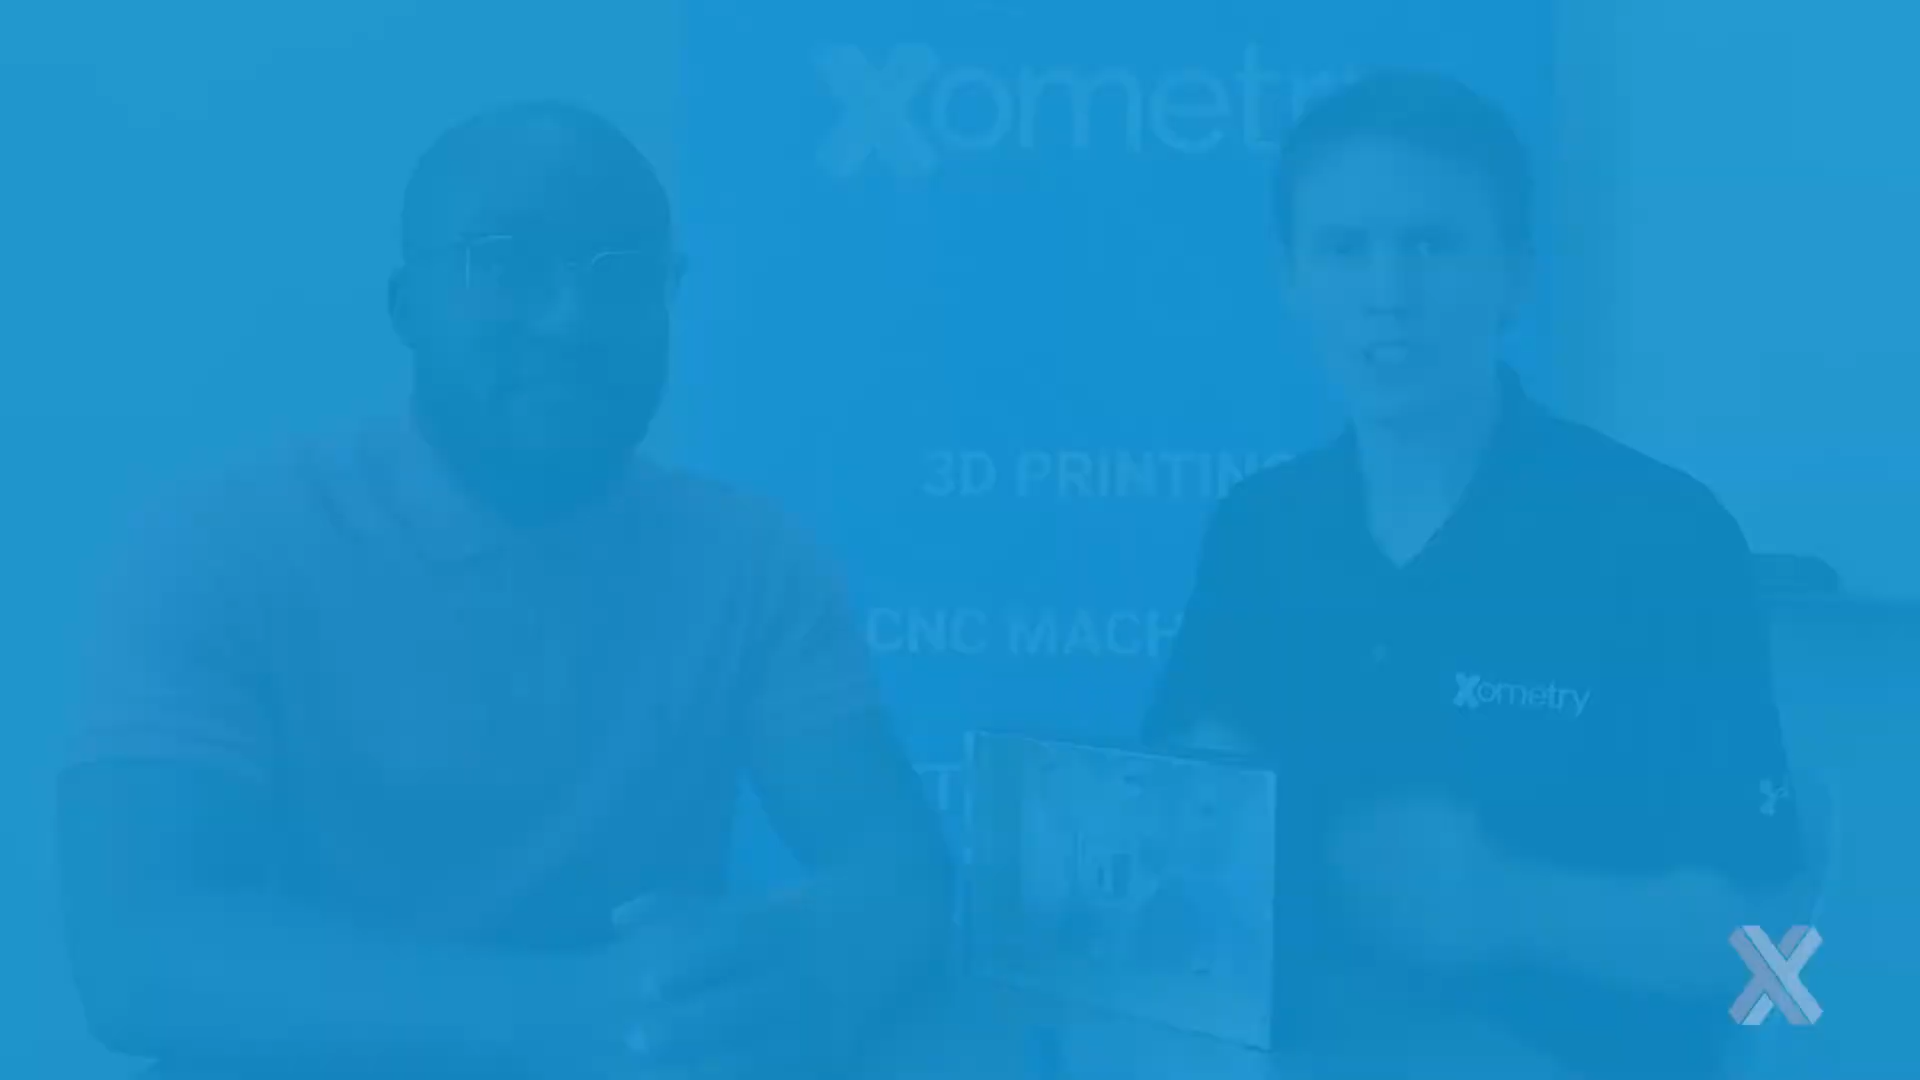 Xometr
3D PRINTIN
CNC MACH
Xometry
T
X